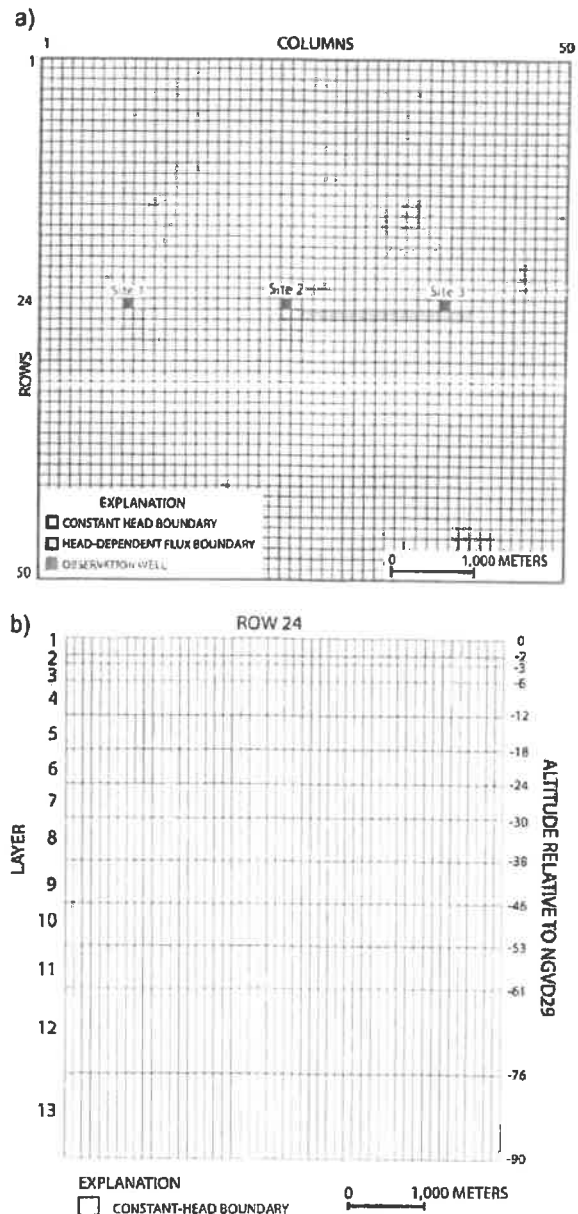 a)
1 COLUMNS 50
1
Site 1 Site 2 Site 3
24
ROWS
EXPLANATION
CONSTANT HEAD BOUNDARY
HEAD-DEPENDENT FLUX BOUNDARY
OBSERVATION WELL
0 1,000 METERS
50
b)
ROW 24
1 0
2 -2
3 -3
-6
4
-12
5
-18
6
-24
7
-30
8
-38
9
-46
10
-53
11
-61
12
-76
13
-90
LAYER
ALTITUDE RELATIVE TO NGVD29
EXPLANATION
CONSTANT-HEAD BOUNDARY
0 1,000 METERS